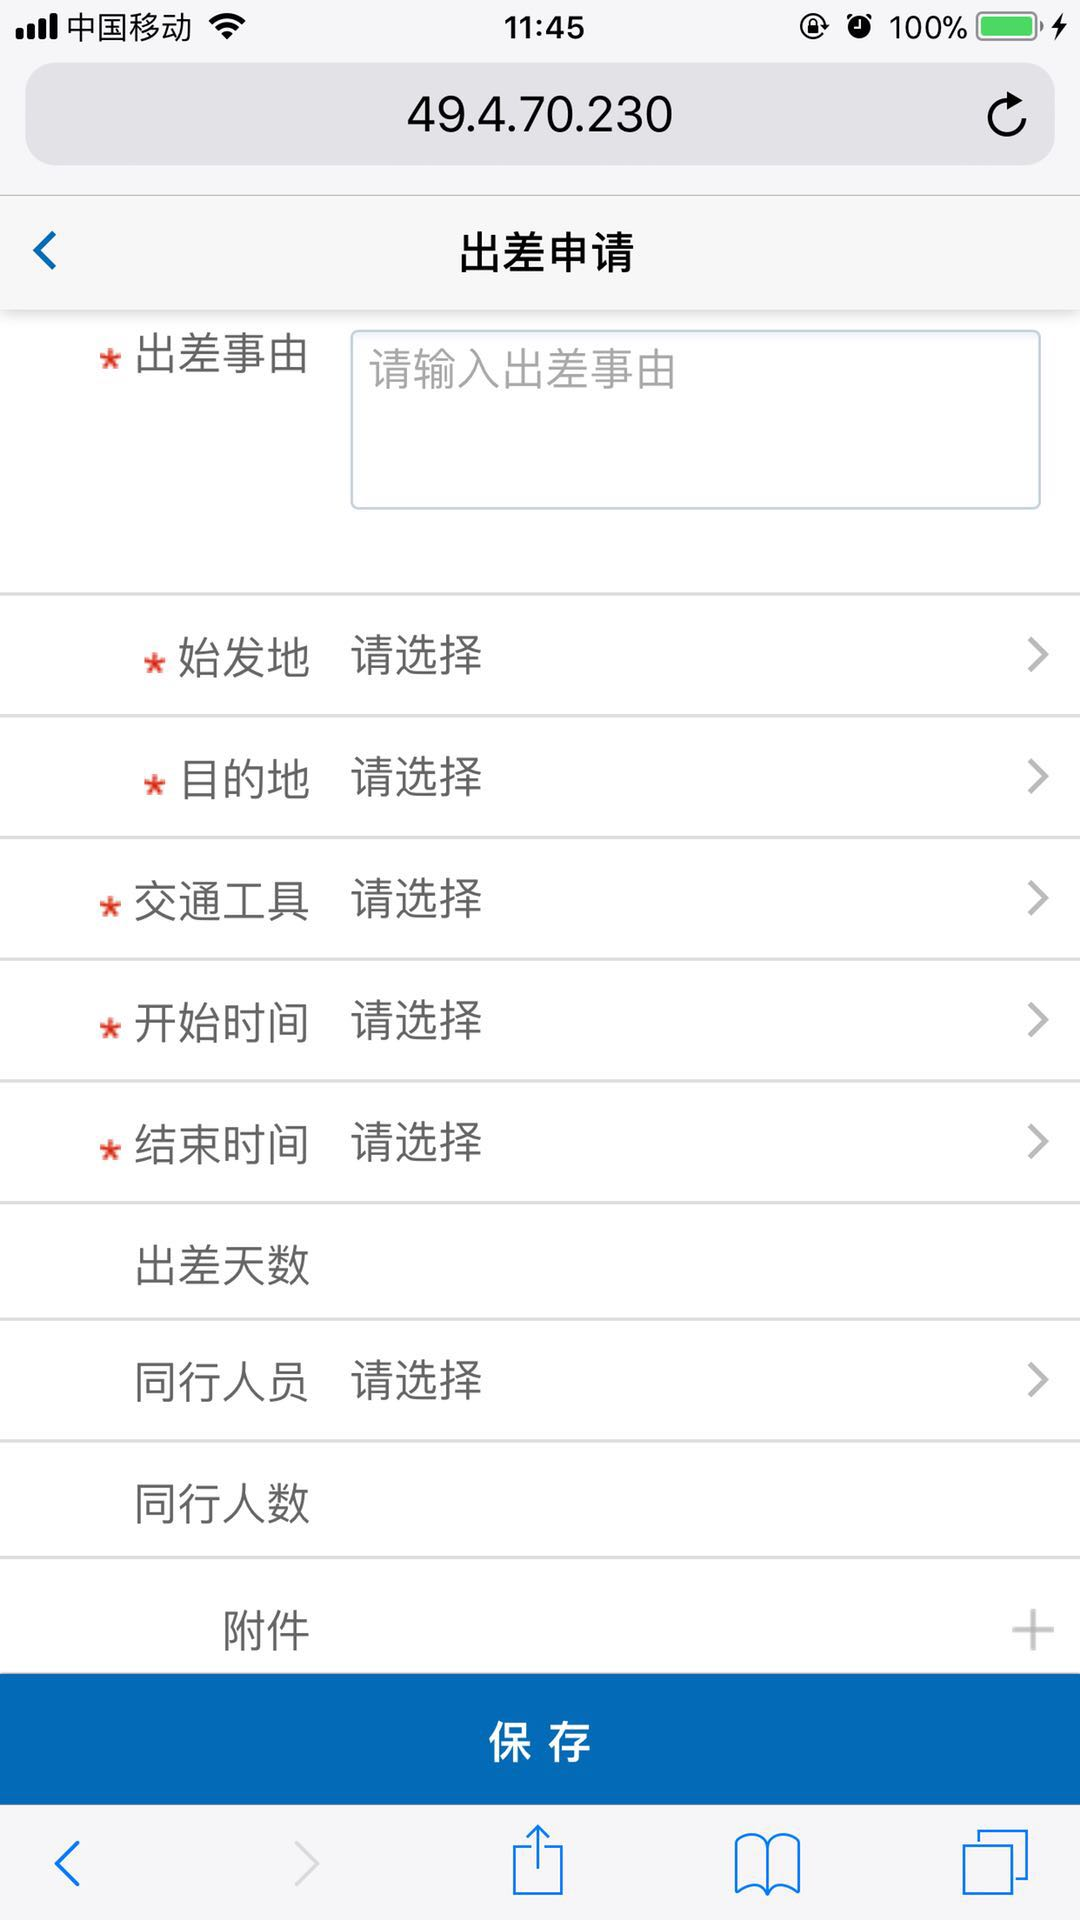 中国移动 11:45 100%
49.4.70.230
出差申请
* 出差事由 请输入出差事由
* 始发地 请选择
* 目的地 请选择
* 交通工具 请选择
* 开始时间 请选择
* 结束时间 请选择
出差天数
同行人员 请选择
同行人数
附件
保存